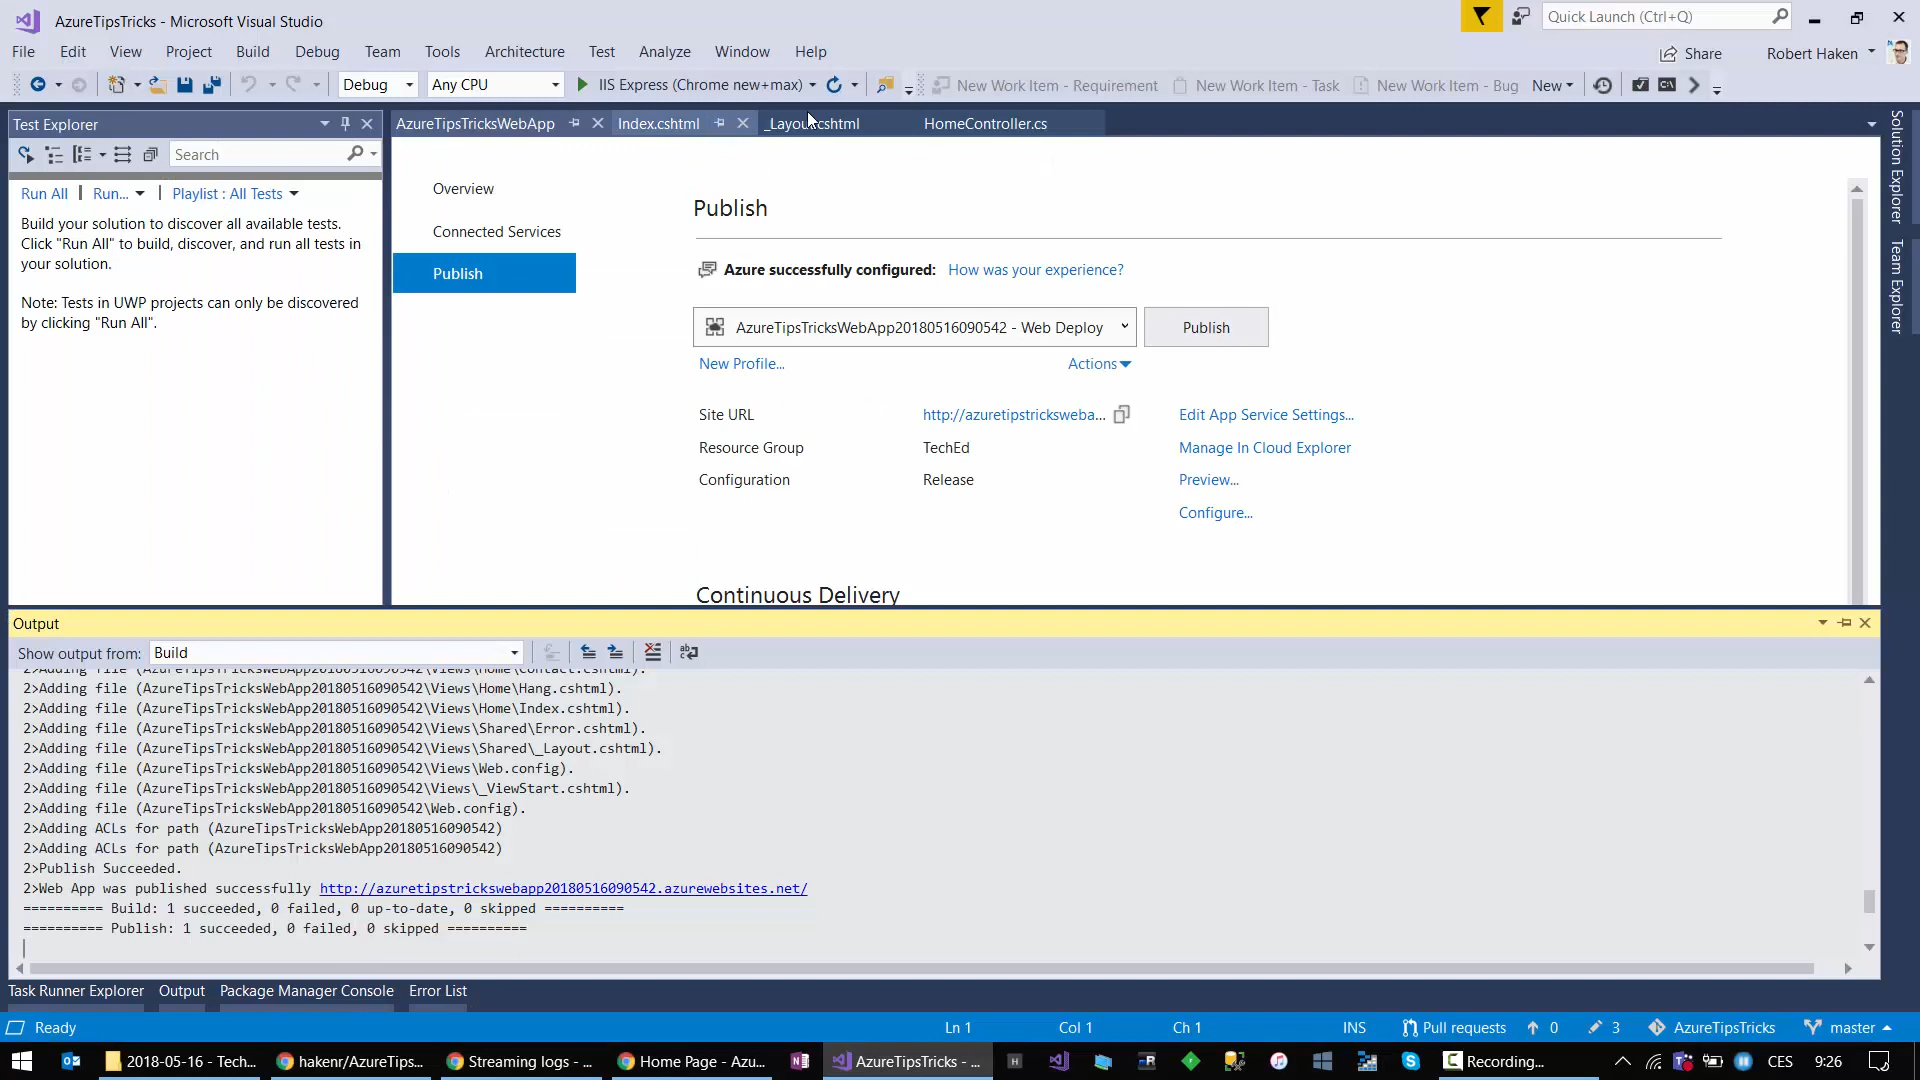 AzureTipsTricks - Microsoft Visual Studio
Quick Launch (Ctrl+Q)
File Edit View Project Build Debug Team Tools Architecture Test Analyze Window Help
Share Robert Haken
Debug Any CPU IIS Express (Chrome new+max) New Work Item - Requirement New Work Item - Task New Work Item - Bug New
Test Explorer
AzureTipsTricksWebApp Index.cshtml _Layout.cshtml HomeController.cs
Search
Run All Run... Playlist : All Tests
Build your solution to discover all available tests.
Click "Run All" to build, discover, and run all tests in
your solution.
Note: Tests in UWP projects can only be discovered
by clicking "Run All".
Overview
Connected Services
Publish
Publish
Azure successfully configured: How was your experience?
AzureTipsTricksWebApp20180516090542 - Web Deploy Publish
New Profile... Actions
Site URL http://azuretipstricksweba... Edit App Service Settings...
Resource Group TechEd Manage In Cloud Explorer
Configuration Release Preview...
Configure...
Continuous Delivery
Solution Explorer
Team Explorer
Output
Show output from: Build
2>Adding file (AzureTipsTricksWebApp20180516090542\Views\Home\Contact.cshtml).
2>Adding file (AzureTipsTricksWebApp20180516090542\Views\Home\Hang.cshtml).
2>Adding file (AzureTipsTricksWebApp20180516090542\Views\Home\Index.cshtml).
2>Adding file (AzureTipsTricksWebApp20180516090542\Views\Shared\Error.cshtml).
2>Adding file (AzureTipsTricksWebApp20180516090542\Views\Shared\_Layout.cshtml).
2>Adding file (AzureTipsTricksWebApp20180516090542\Views\Web.config).
2>Adding file (AzureTipsTricksWebApp20180516090542\Views\_ViewStart.cshtml).
2>Adding file (AzureTipsTricksWebApp20180516090542\Web.config).
2>Adding ACLs for path (AzureTipsTricksWebApp20180516090542)
2>Adding ACLs for path (AzureTipsTricksWebApp20180516090542)
2>Publish Succeeded.
2>Web App was published successfully http://azuretipstrickswebapp20180516090542.azurewebsites.net/
========== Build: 1 succeeded, 0 failed, 0 up-to-date, 0 skipped ==========
========== Publish: 1 succeeded, 0 failed, 0 skipped ==========
Task Runner Explorer Output Package Manager Console Error List
Ready Ln 1 Col 1 Ch 1 INS Pull requests 0 3 AzureTipsTricks master
2018-05-16 - Tech... hakenr/AzureTips... Streaming logs - ... Home Page - Azu... AzureTipsTricks - ... Recording... CES 9:26